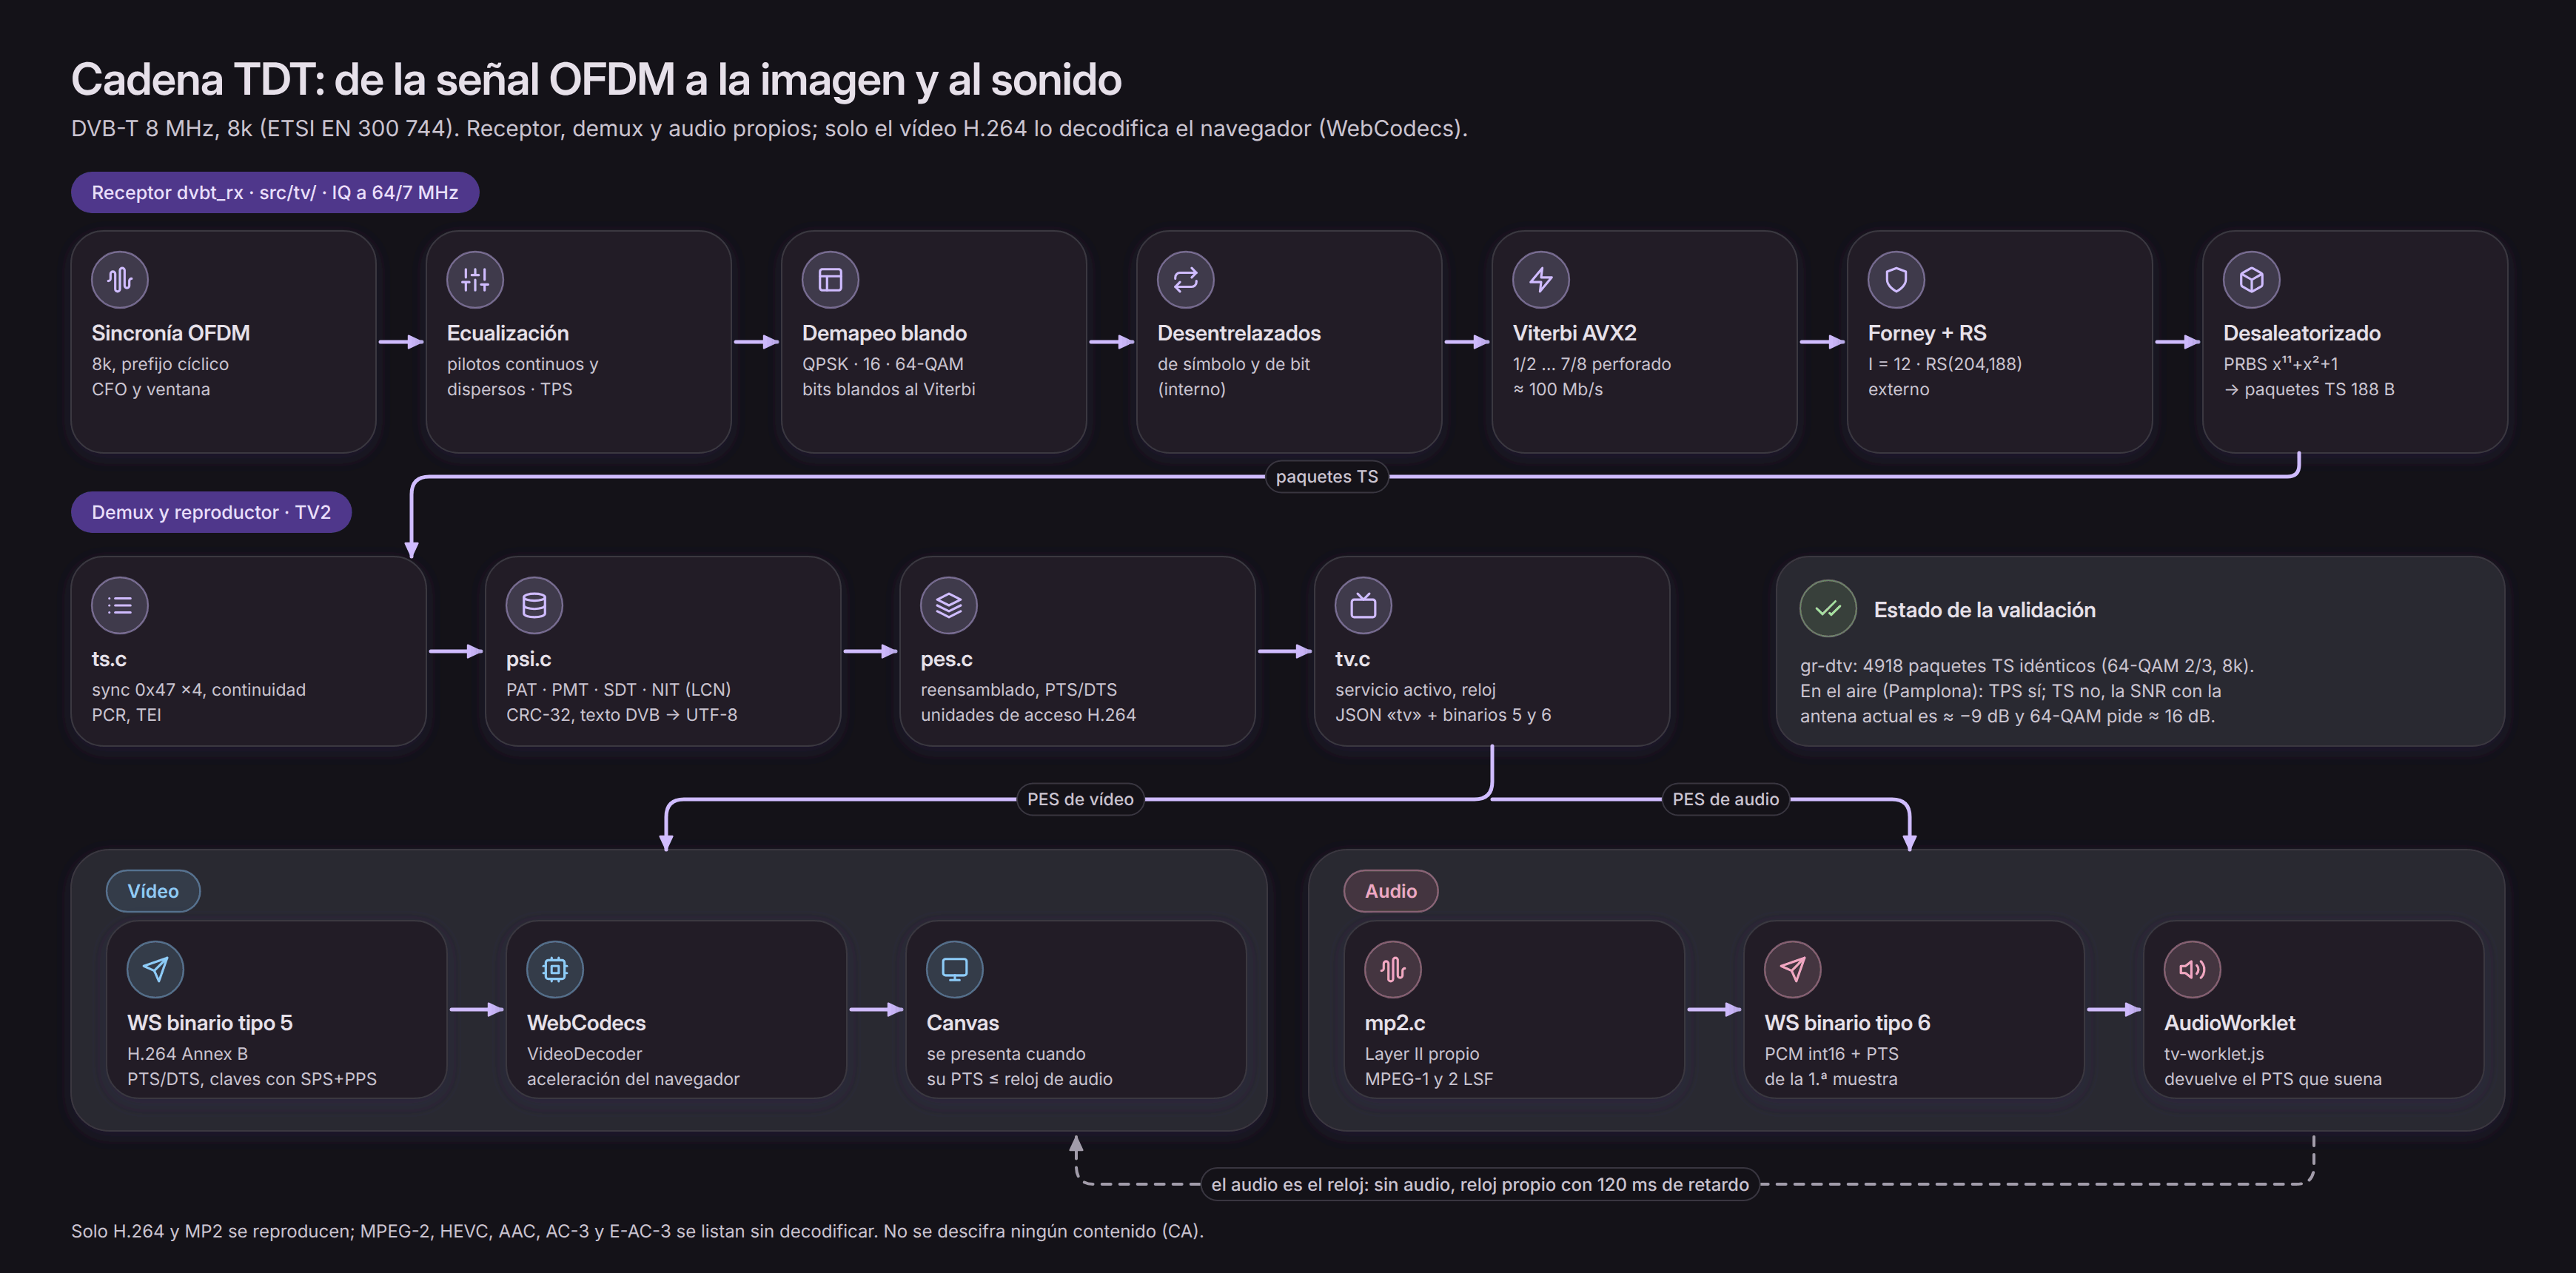 Cadena TDT: de la señal OFDM a la imagen y al sonido
DVB-T 8 MHz, 8k (ETSI EN 300 744). Receptor, demux y audio propios; solo el vídeo H.264 lo decodifica el navegador (WebCodecs).
Receptor dvbt_rx · src/tv/ · IQ a 64/7 MHz
Sincronía OFDM
8k, prefijo cíclico
CFO y ventana
Ecualización
pilotos continuos y
dispersos · TPS
Demapeo blando
QPSK · 16 · 64-QAM
bits blandos al Viterbi
Desentrelazados
de símbolo y de bit
(interno)
Viterbi AVX2
1/2 … 7/8 perforado
≈ 100 Mb/s
Forney + RS
I = 12 · RS(204,188)
externo
Desaleatorizado
PRBS x¹¹+x²+1
→ paquetes TS 188 B
paquetes TS
Demux y reproductor · TV2
ts.c
sync 0x47 ×4, continuidad
PCR, TEI
psi.c
PAT · PMT · SDT · NIT (LCN)
CRC-32, texto DVB → UTF-8
pes.c
reensamblado, PTS/DTS
unidades de acceso H.264
tv.c
servicio activo, reloj
JSON «tv» + binarios 5 y 6
Estado de la validación
gr-dtv: 4918 paquetes TS idénticos (64-QAM 2/3, 8k).
En el aire (Pamplona): TPS sí; TS no, la SNR con la
antena actual es ≈ −9 dB y 64-QAM pide ≈ 16 dB.
PES de vídeo
PES de audio
Vídeo
WS binario tipo 5
H.264 Annex B
PTS/DTS, claves con SPS+PPS
WebCodecs
VideoDecoder
aceleración del navegador
Canvas
se presenta cuando
su PTS ≤ reloj de audio
Audio
mp2.c
Layer II propio
MPEG-1 y 2 LSF
WS binario tipo 6
PCM int16 + PTS
de la 1.ª muestra
AudioWorklet
tv-worklet.js
devuelve el PTS que suena
el audio es el reloj: sin audio, reloj propio con 120 ms de retardo
Solo H.264 y MP2 se reproducen; MPEG-2, HEVC, AAC, AC-3 y E-AC-3 se listan sin decodificar. No se descifra ningún contenido (CA).